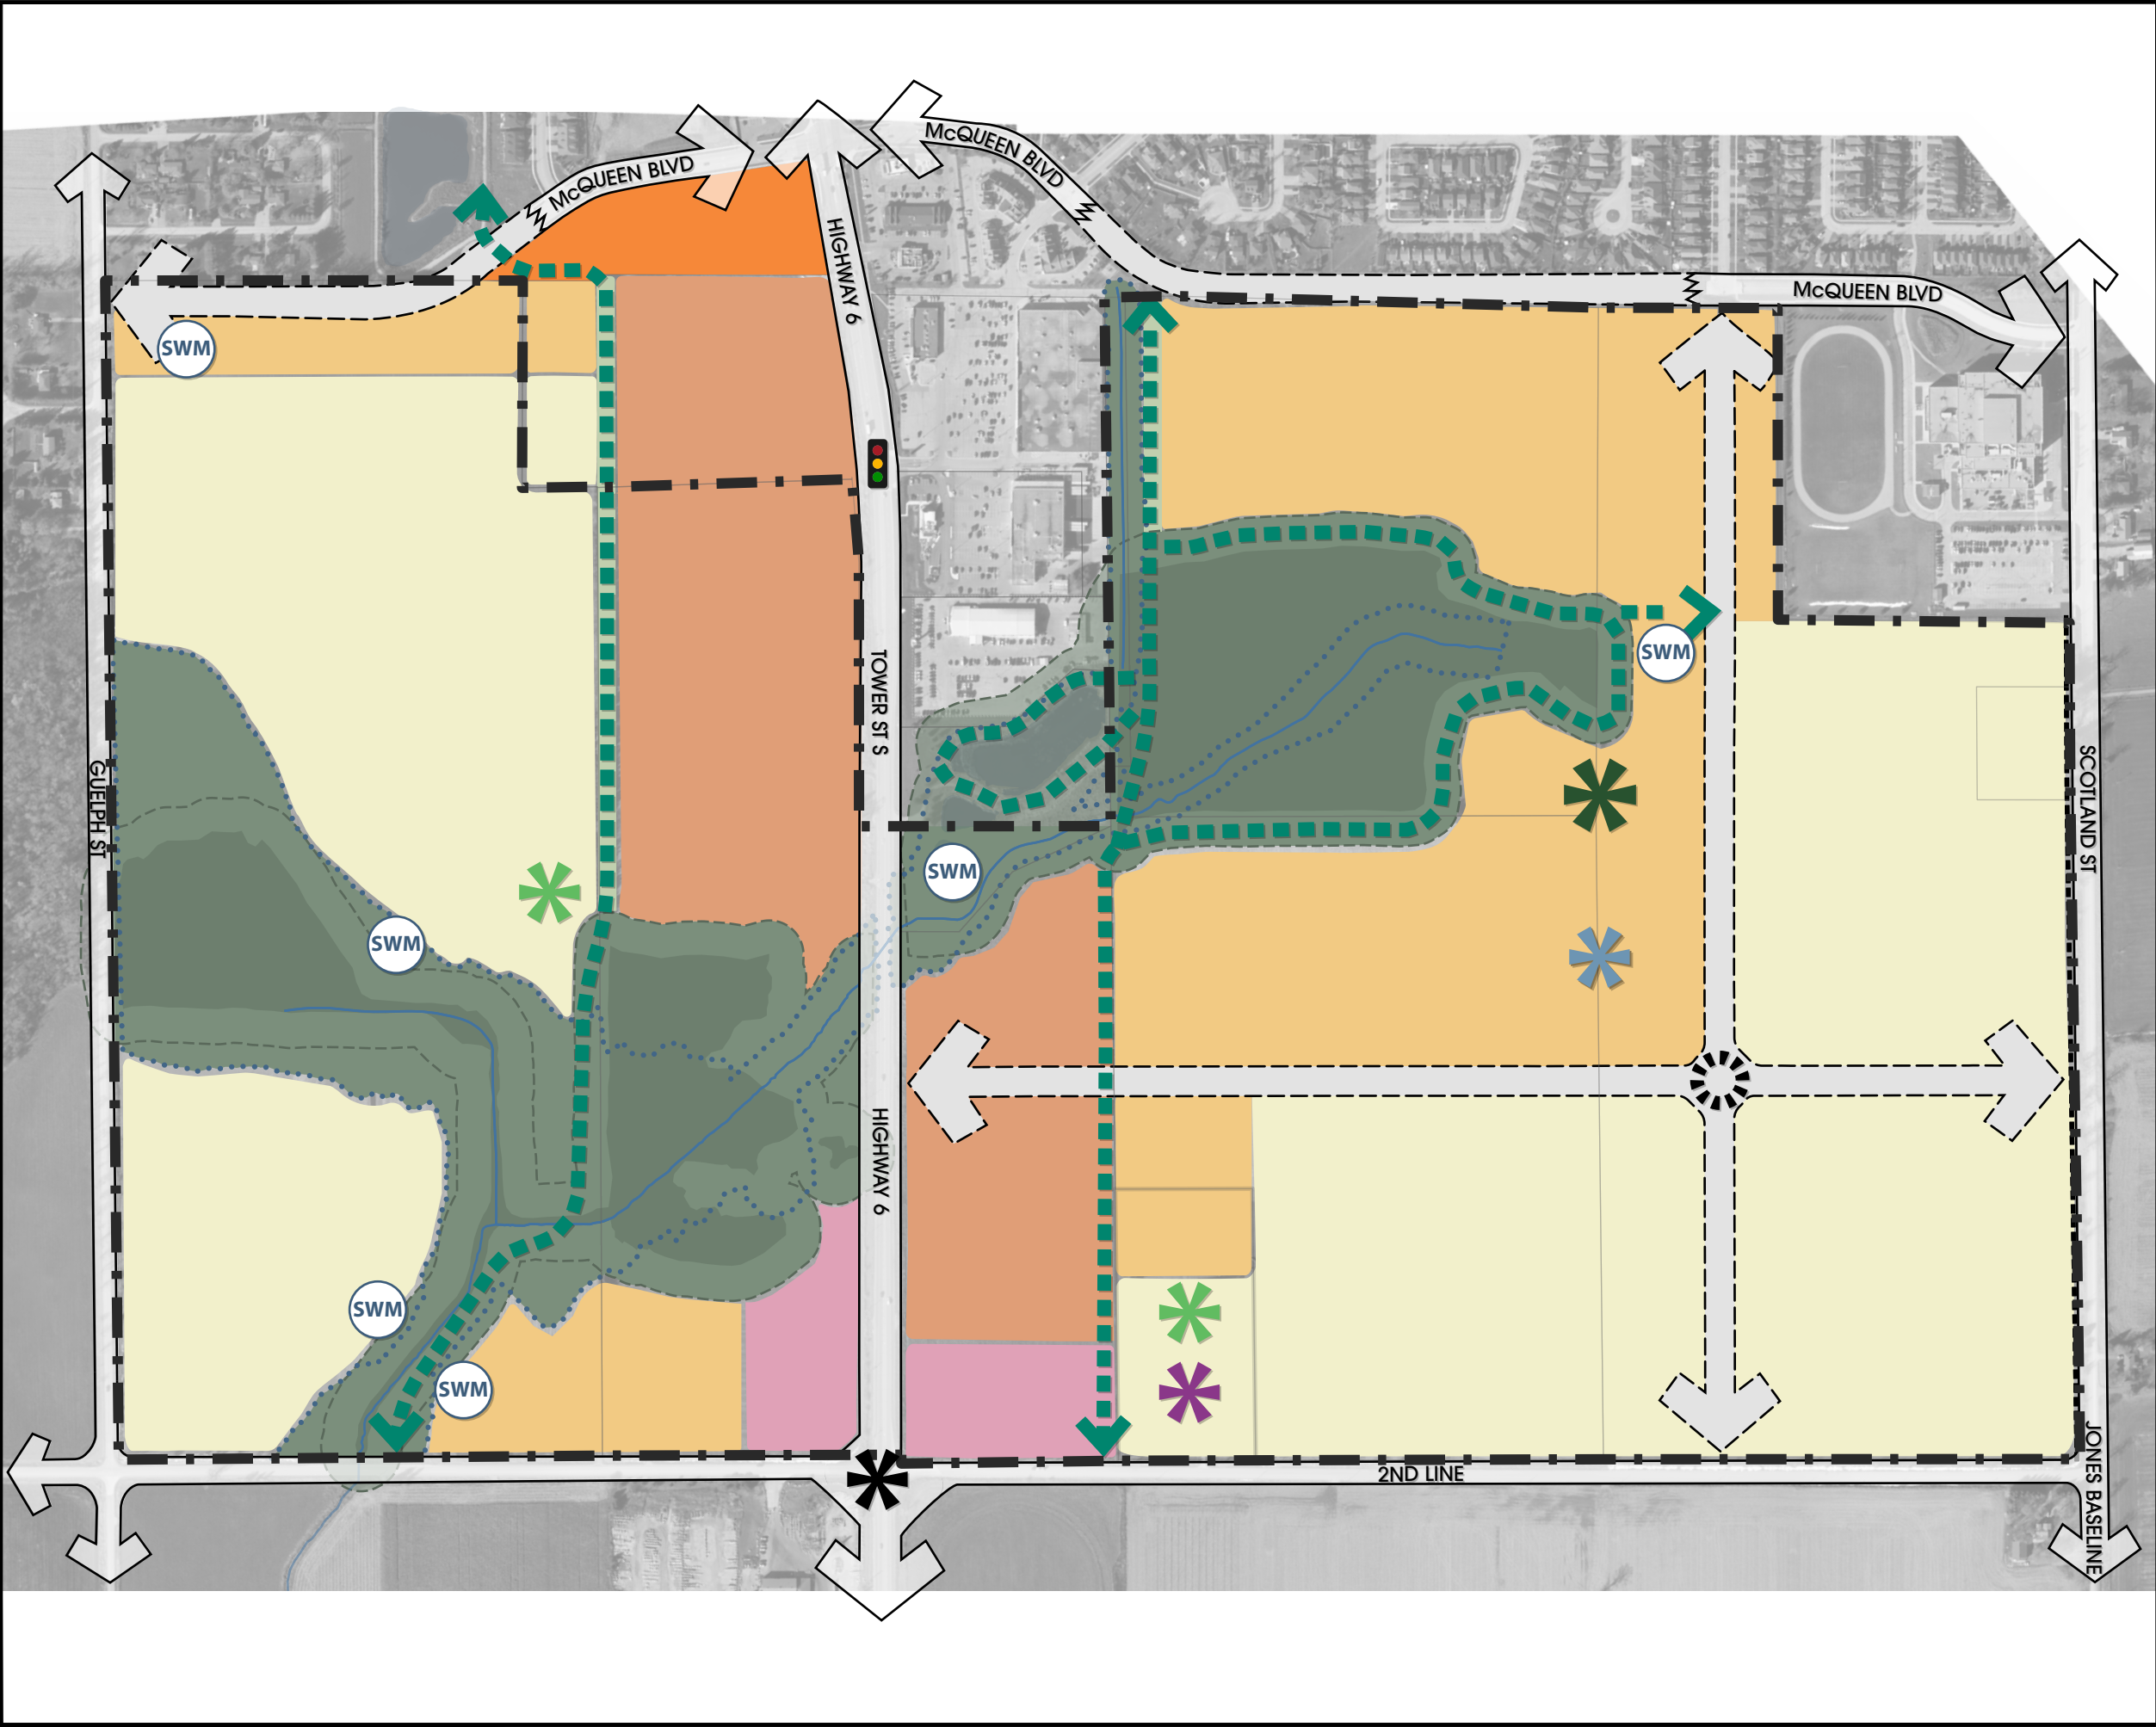 McQUEEN BLVD
McQUEEN BLVD
HIGHWAY 6
McQUEEN BLVD
SWM
SWM
TOWER ST S
GUELPH ST
SCOTLAND ST
SWM
SWM
HIGHWAY 6
SWM
SWM
2ND LINE
JONES BASELINE